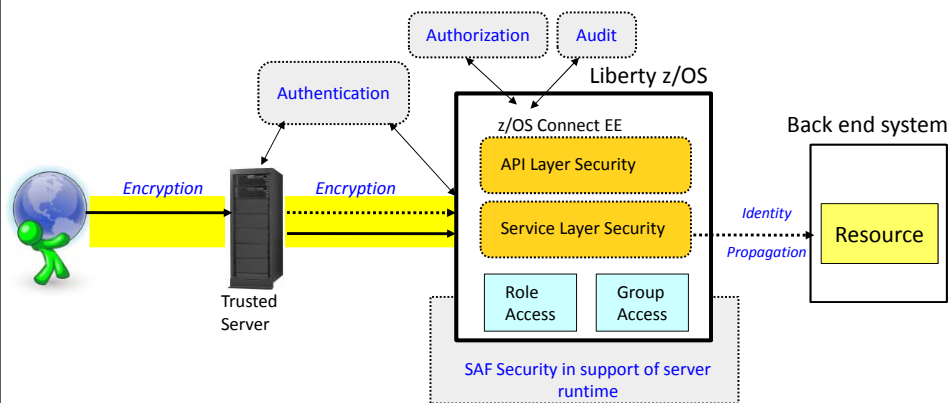 Authorization
Audit
Liberty z/OS
Authentication
z/OS Connect EE
Back end system
API Layer Security
Encryption
Encryption
Service Layer Security
Identity
Propagation
Resource
Trusted
Server
Role
Access
Group
Access
SAF Security in support of server
runtime